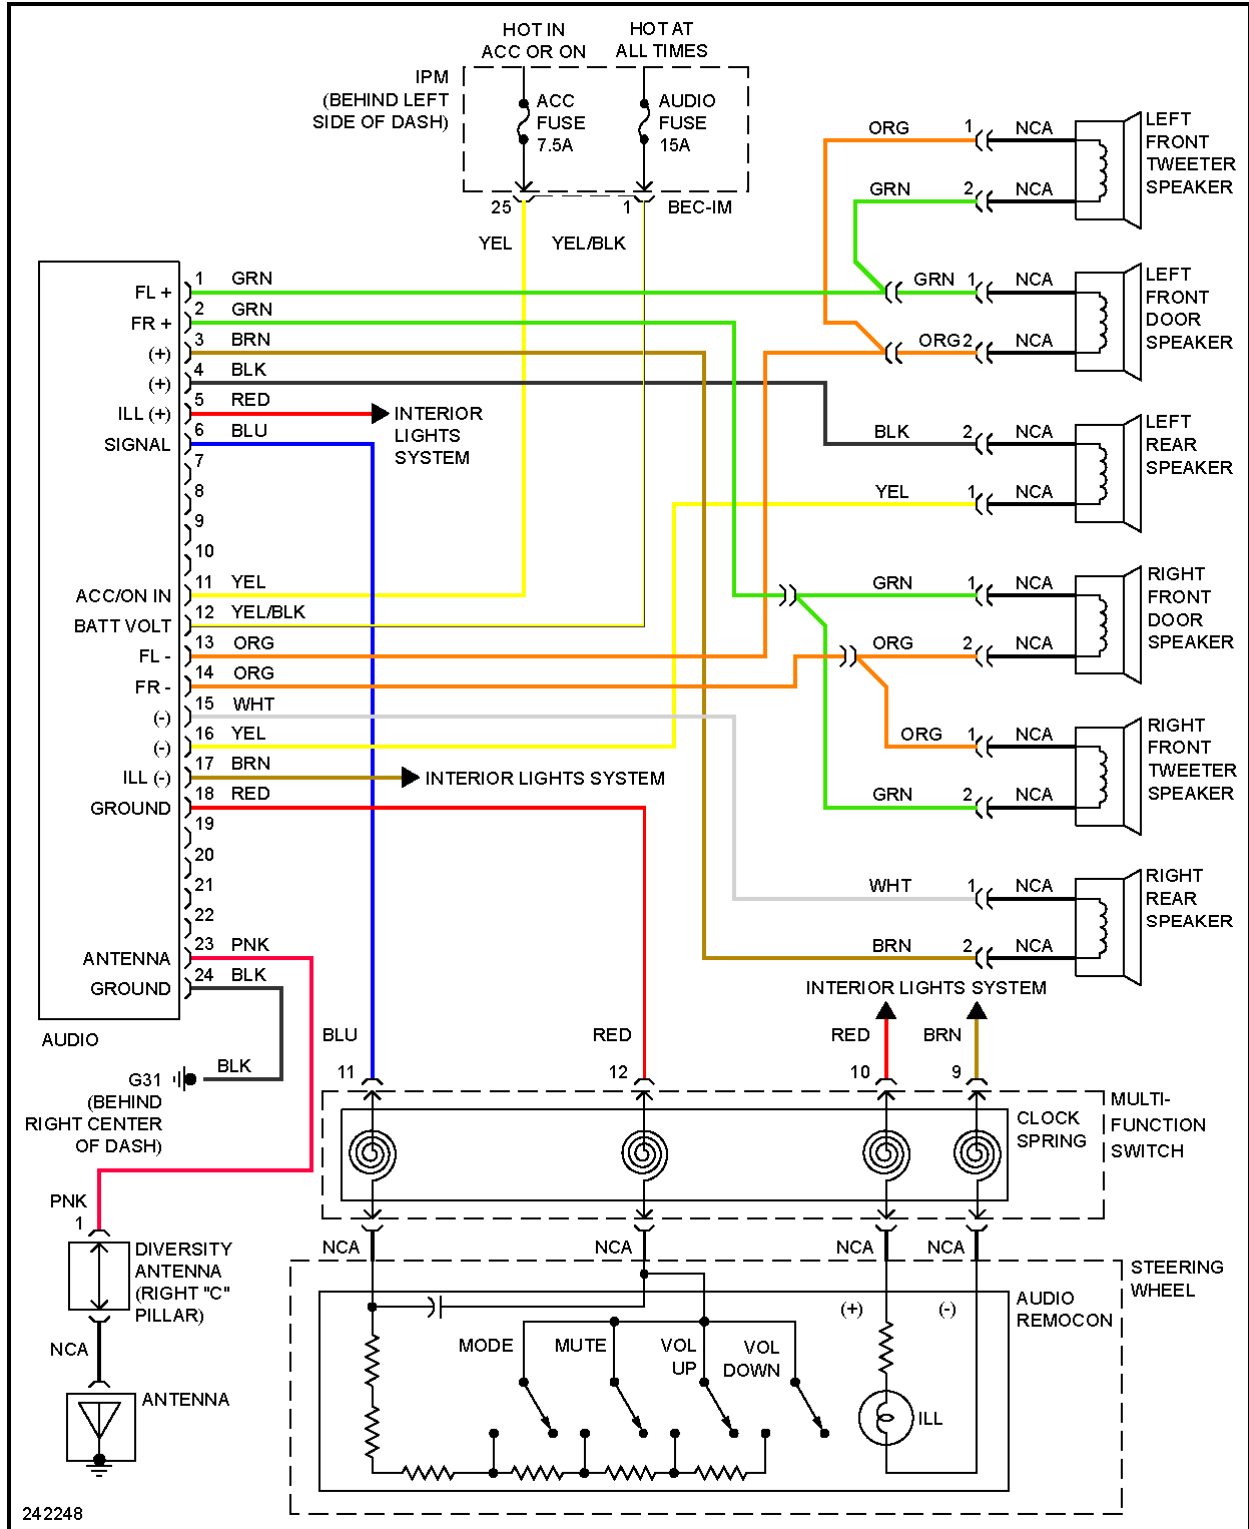 HOT IN
ACC OR ON
HOT AT
ALL TIMES
IPM
(BEHIND LEFT
SIDE OF DASH)
ACC
FUSE
7.5A
AUDIO
FUSE
15A
25
1
BEC-IM
YEL
YEL/BLK
FL +
1
GRN
FR +
2
GRN
(+)
3
BRN
(+)
4
BLK
ILL (+)
5
RED
INTERIOR
LIGHTS
SYSTEM
SIGNAL
6
BLU
7
8
9
10
ACC/ON IN
11
YEL
BATT VOLT
12
YEL/BLK
FL -
13
ORG
FR -
14
ORG
(-)
15
WHT
(-)
16
YEL
ILL (-)
17
BRN
INTERIOR LIGHTS SYSTEM
GROUND
18
RED
19
20
21
22
ANTENNA
23
PNK
GROUND
24
BLK
AUDIO
ORG
1
NCA
GRN
2
NCA
LEFT
FRONT
TWEETER
SPEAKER
GRN
1
NCA
ORG
2
NCA
LEFT
FRONT
DOOR
SPEAKER
BLK
2
NCA
YEL
1
NCA
LEFT
REAR
SPEAKER
GRN
1
NCA
ORG
2
NCA
RIGHT
FRONT
DOOR
SPEAKER
ORG
1
NCA
GRN
2
NCA
RIGHT
FRONT
TWEETER
SPEAKER
WHT
1
NCA
BRN
2
NCA
RIGHT
REAR
SPEAKER
INTERIOR LIGHTS SYSTEM
BLU
RED
RED
BRN
11
12
10
9
G31
BLK
(BEHIND
RIGHT CENTER
OF DASH)
CLOCK
SPRING
MULTI-
FUNCTION
SWITCH
PNK
1
DIVERSITY
ANTENNA
(RIGHT "C"
PILLAR)
NCA
ANTENNA
NCA
NCA
NCA
NCA
STEERING
WHEEL
AUDIO
REMOCON
(+)
(-)
MODE
MUTE
VOL
UP
VOL
DOWN
ILL
242248